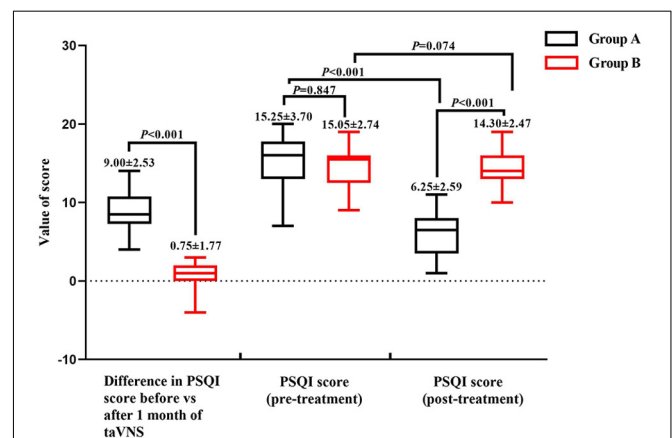 30
20
10
0
-10
Value of score
Group A
Group B
P=0.074
P<0.001
P=0.847
P<0.001
P<0.001
9.00±2.53
0.75±1.77
15.25±3.70
15.05±2.74
6.25±2.59
14.30±2.47
Difference in PSQI
score before vs
after 1 month of
taVNS
PSQI score
(pre-treatment)
PSQI score
(post-treatment)